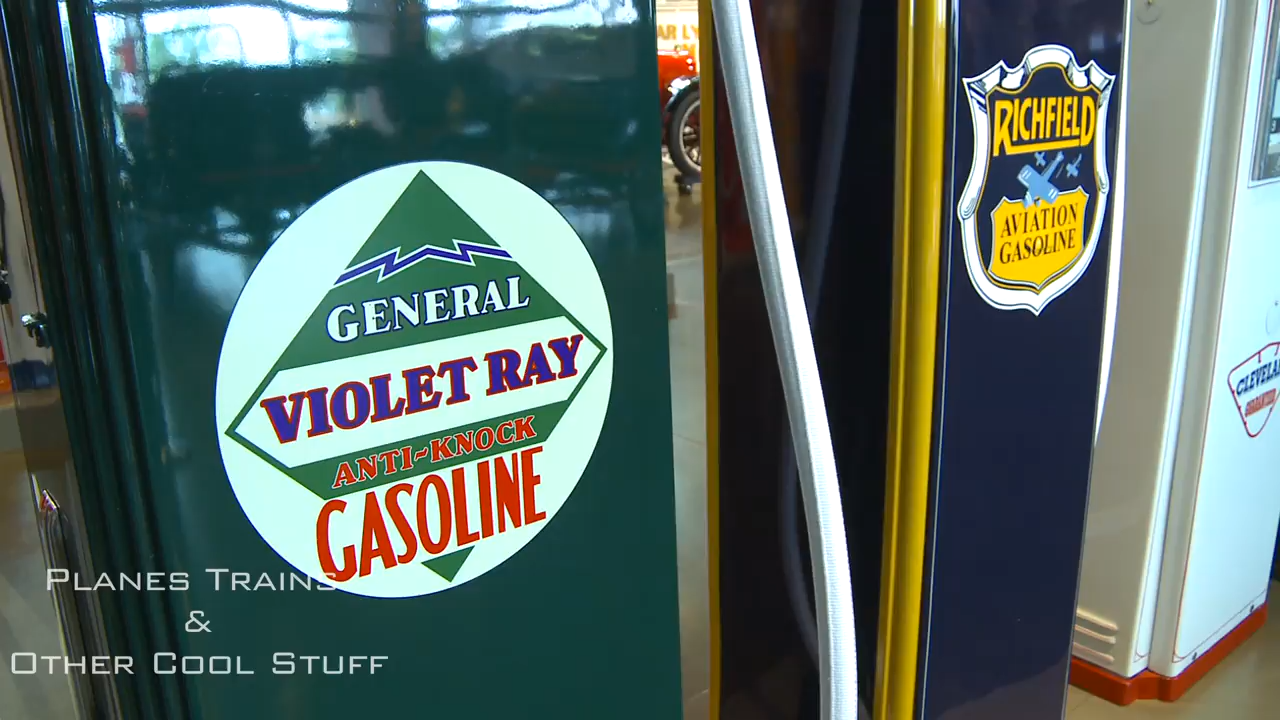 GENERAL
VIOLET RAY
ANTI-KNOCK
GASOLINE
RICHFIELD
AVIATION
GASOLINE
PLANES TRAINS
&
OTHER COOL STUFF